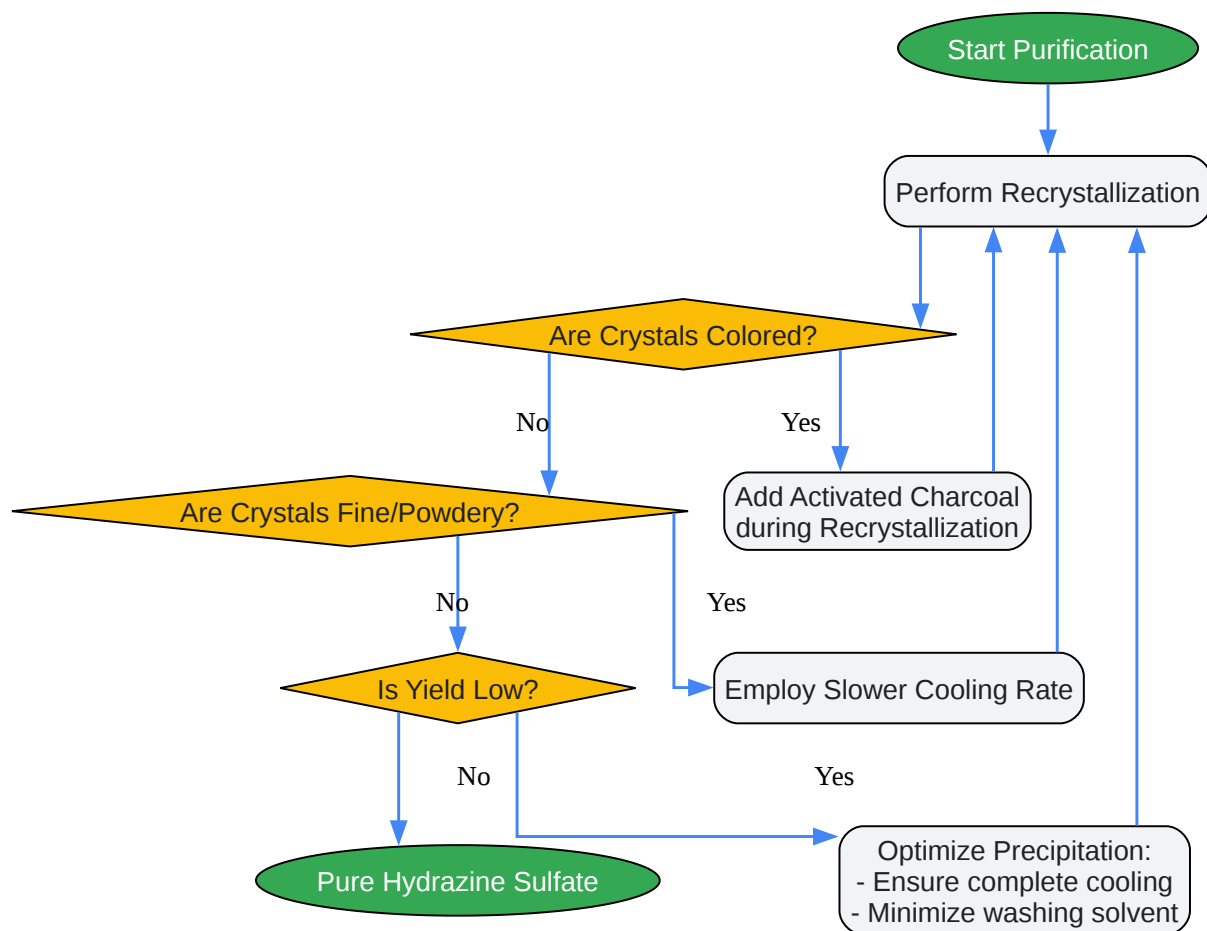 Start Purification
Perform Recrystallization
Are Crystals Colored?
No
Yes
Add Activated Charcoal
during Recrystallization
Are Crystals Fine/Powdery?
No
Yes
Is Yield Low?
Employ Slower Cooling Rate
No
Yes
Pure Hydrazine Sulfate
Optimize Precipitation:
- Ensure complete cooling
- Minimize washing solvent